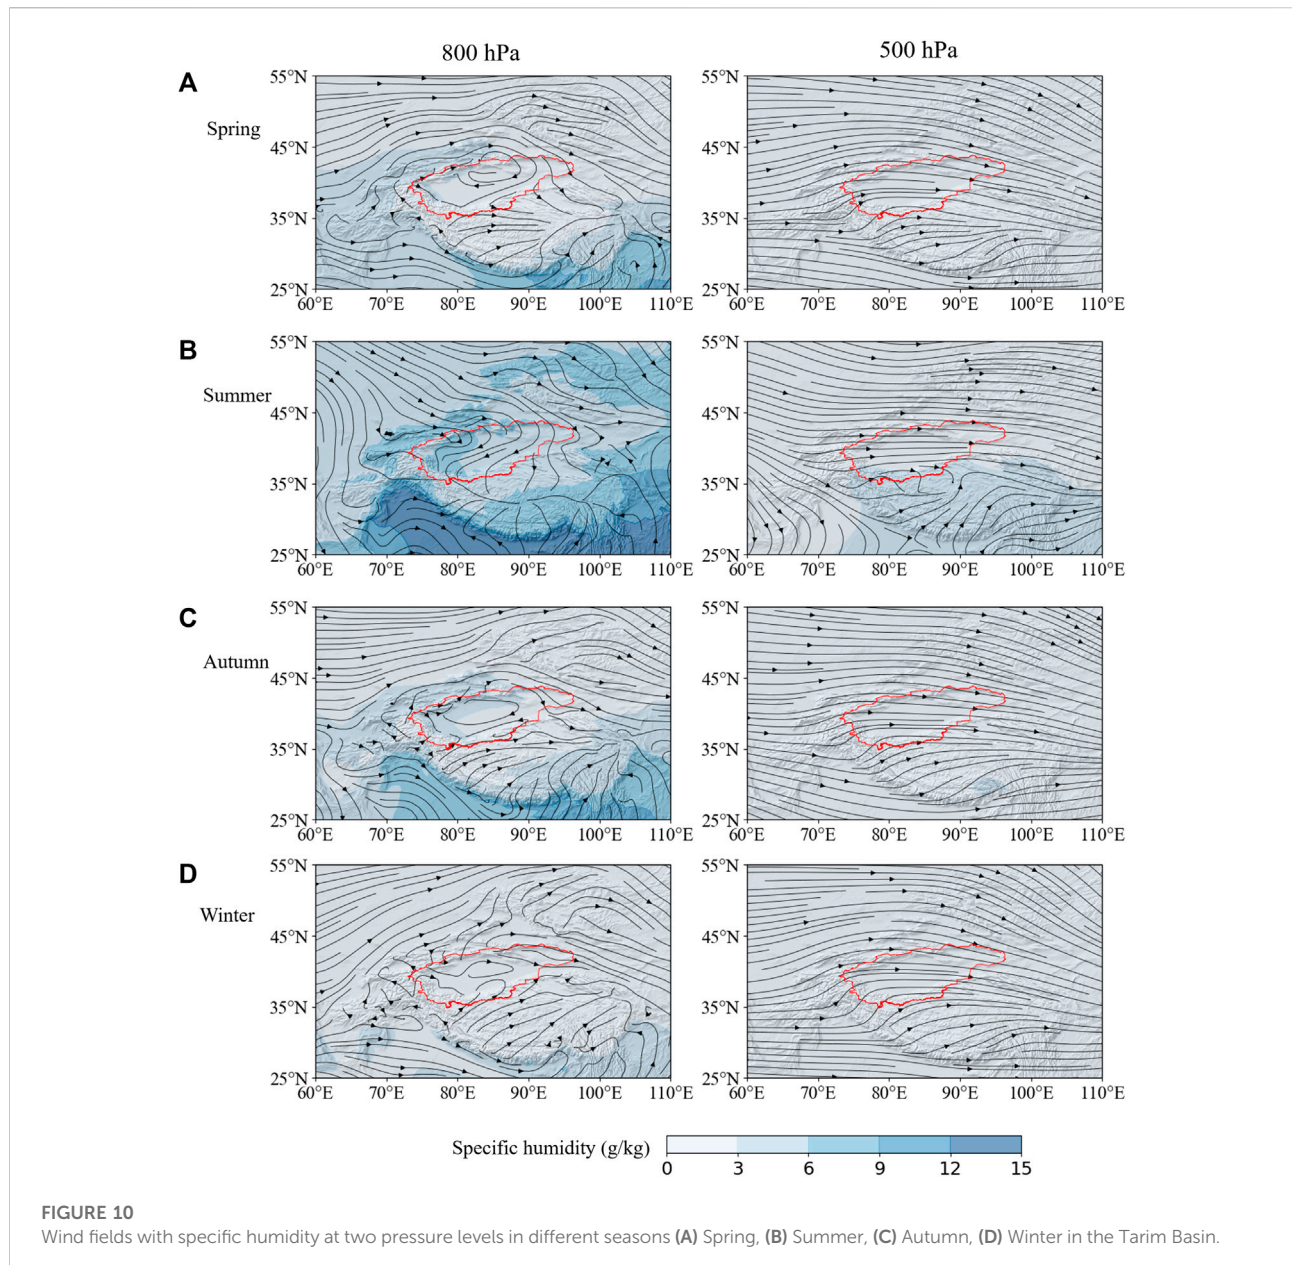 800 hPa
500 hPa
A
Spring
55°N
45°N
35°N
25°N
60°E 70°E 80°E 90°E 100°E 110°E
55°N
45°N
35°N
25°N
60°E 70°E 80°E 90°E 100°E 110°E
B
Summer
55°N
45°N
35°N
25°N
60°E 70°E 80°E 90°E 100°E 110°E
55°N
45°N
35°N
25°N
60°E 70°E 80°E 90°E 100°E 110°E
C
Autumn
55°N
45°N
35°N
25°N
60°E 70°E 80°E 90°E 100°E 110°E
55°N
45°N
35°N
25°N
60°E 70°E 80°E 90°E 100°E 110°E
D
Winter
55°N
45°N
35°N
25°N
60°E 70°E 80°E 90°E 100°E 110°E
55°N
45°N
35°N
25°N
60°E 70°E 80°E 90°E 100°E 110°E
Specific humidity (g/kg)
0 3 6 9 12 15
FIGURE 10
Wind fields with specific humidity at two pressure levels in different seasons (A) Spring, (B) Summer, (C) Autumn, (D) Winter in the Tarim Basin.